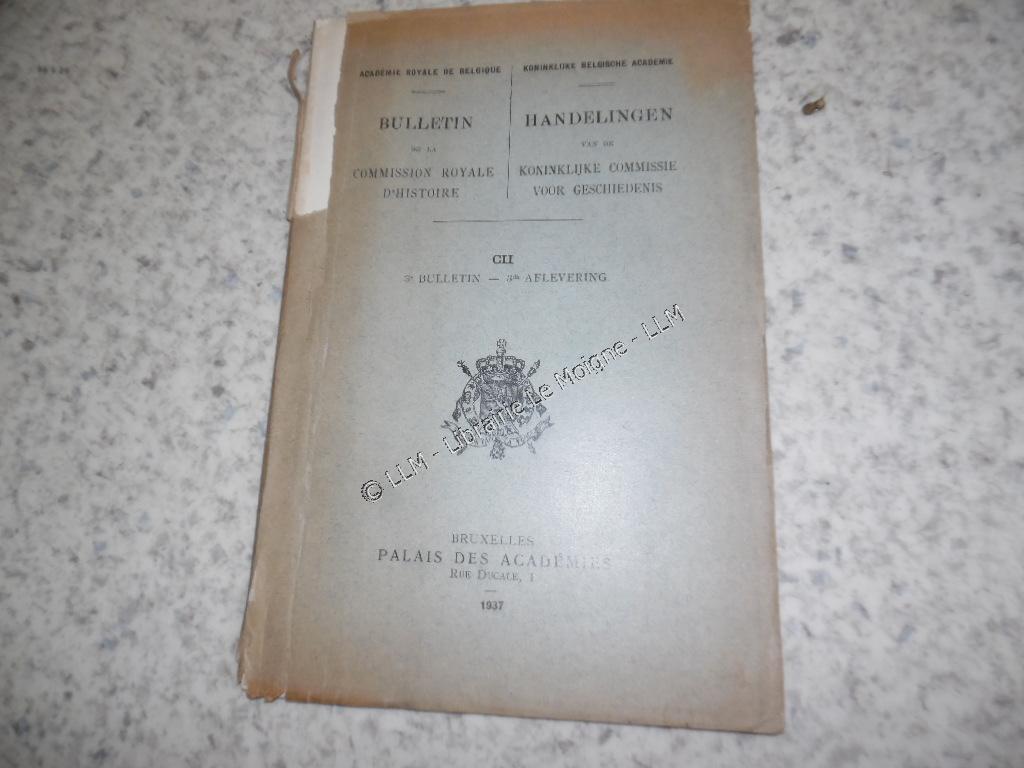 ACADÉMIE ROYALE DE BELGIQUE
BULLETIN
DE LA
COMMISSION ROYALE
D'HISTOIRE
KONINKLIJKE BELGISCHE ACADEMIE
HANDELINGEN
VAN DE
KONINKLIJKE COMMISSIE
VOOR GESCHIEDENIS
CII
3e BULLETIN — 3de AFLEVERING
© LLM - Librairie Le Moigne - LLM
BRUXELLES
PALAIS DES ACADÉMIES
RUE DUCALE, 1
1937